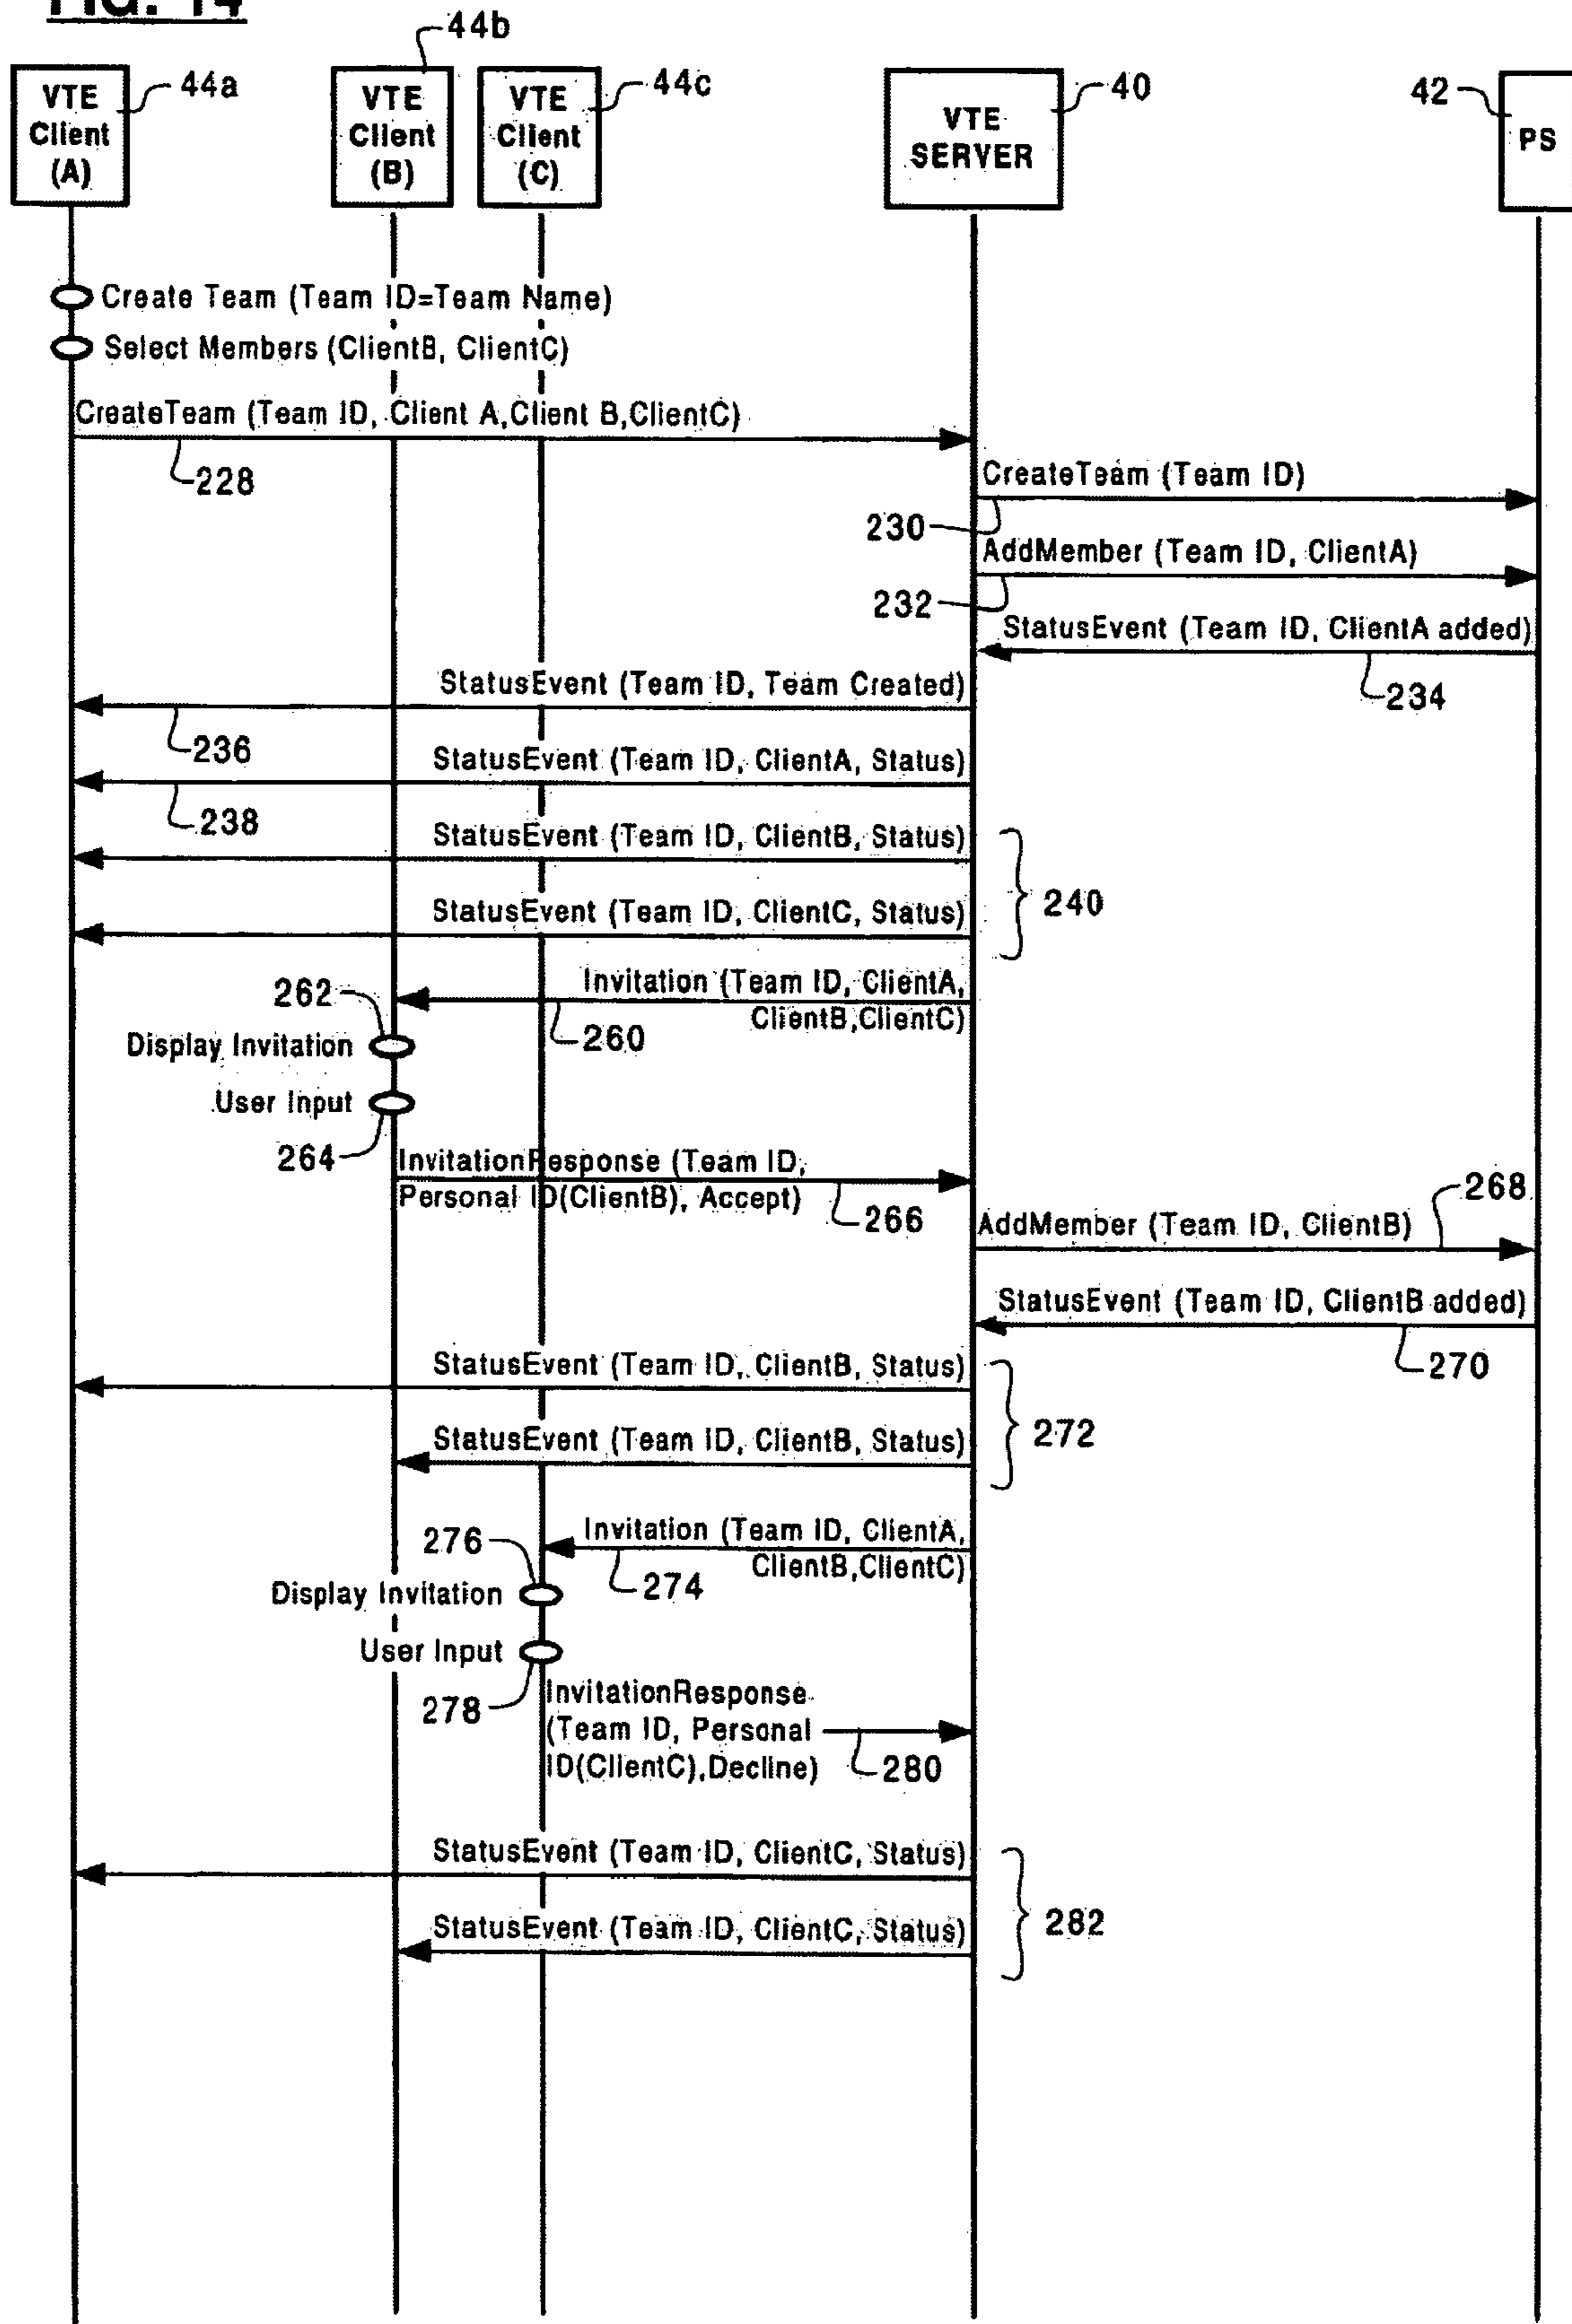 FIG. 14
44b
44a
44c
40
42
VTE
Client
(A)
VTE
Client
(B)
VTE
Client
(C)
VTE
SERVER
PS
Create Team (Team ID=Team Name)
Select Members (ClientB, ClientC)
CreateTeam (Team ID, Client A,Client B,ClientC)
228
CreateTeam (Team ID)
230
AddMember (Team ID, ClientA)
232
StatusEvent (Team ID, ClientA added)
234
StatusEvent (Team ID, Team Created)
236
StatusEvent (Team ID, ClientA, Status)
238
StatusEvent (Team ID, ClientB, Status)
240
StatusEvent (Team ID, ClientC, Status)
Invitation (Team ID, ClientA,
ClientB,ClientC)
260
262
Display Invitation
User Input
264
InvitationResponse (Team ID,
Personal ID(ClientB), Accept)
266
268
AddMember (Team ID, ClientB)
StatusEvent (Team ID, ClientB added)
270
StatusEvent (Team ID, ClientB, Status)
272
StatusEvent (Team ID, ClientB, Status)
Invitation (Team ID, ClientA,
ClientB,ClientC)
274
276
Display Invitation
User Input
278
InvitationResponse
(Team ID, Personal
ID(ClientC),Decline)
280
StatusEvent (Team ID, ClientC, Status)
282
StatusEvent (Team ID, ClientC, Status)